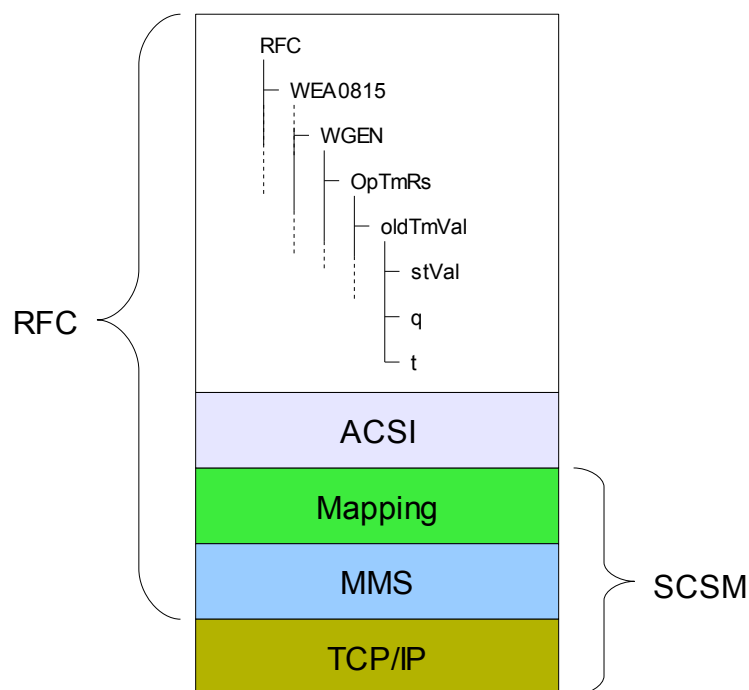 RFC
WEA0815
WGEN
OpTmRs
oldTmVal
stVal
q
t
RFC
ACSI
Mapping
MMS
SCSM
TCP/IP